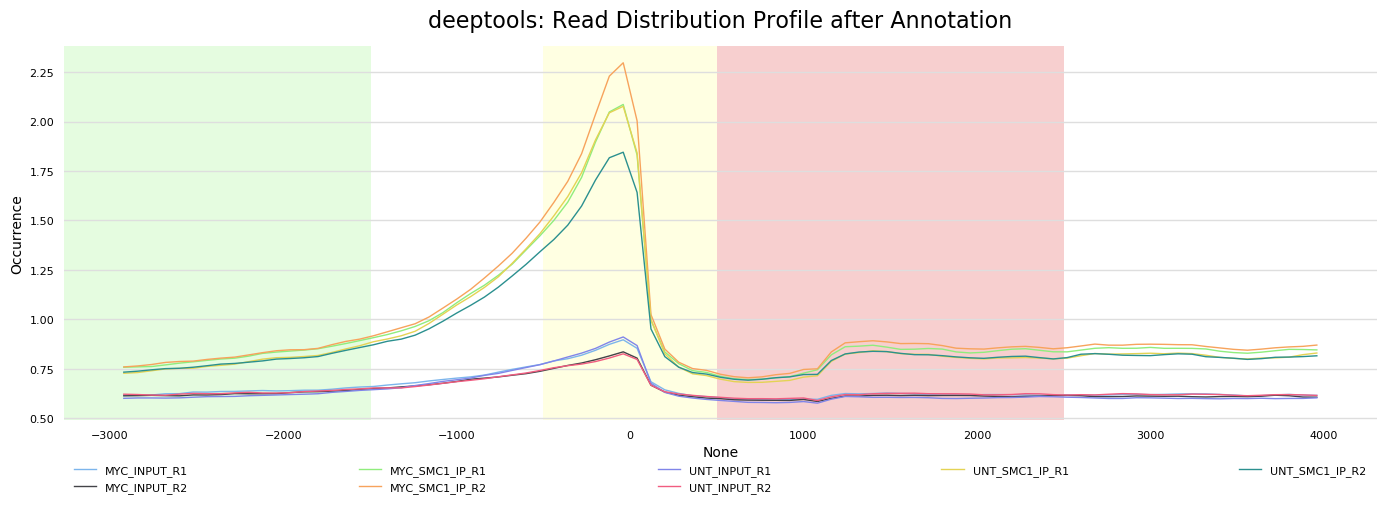 deeptools: Read Distribution Profile after Annotation
Occurrence
2.25
2.00
1.75
1.50
1.25
1.00
0.75
0.50
−3000 −2000 −1000 0 1000 2000 3000 4000
None
MYC_INPUT_R1 MYC_SMC1_IP_R1 UNT_INPUT_R1 UNT_SMC1_IP_R1 UNT_SMC1_IP_R2
MYC_INPUT_R2 MYC_SMC1_IP_R2 UNT_INPUT_R2